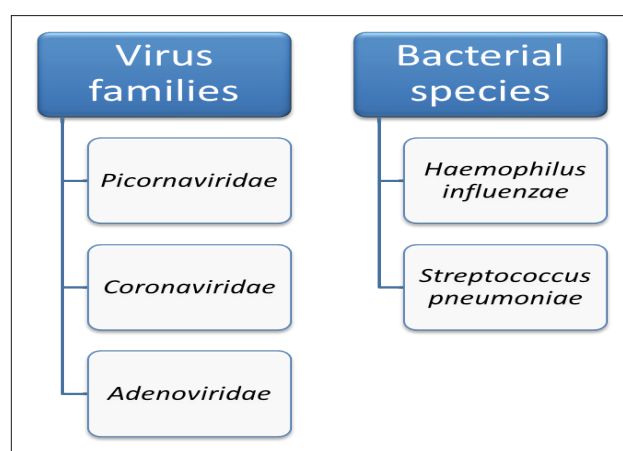 Virus
families
Picornaviridae
Coronaviridae
Adenoviridae
Bacterial
species
Haemophilus
influenzae
Streptococcus
pneumoniae